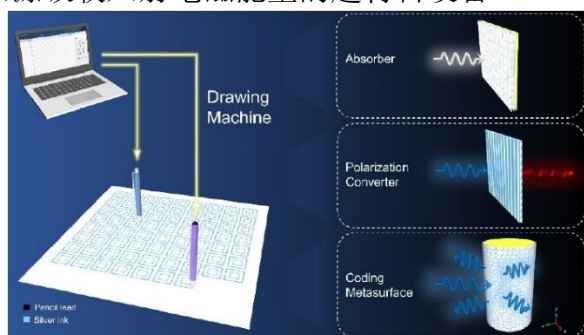 Drawing
Machine
Pencil lead
Silver ink
Absorber
Polarization
Converter
Coding
Metasurface